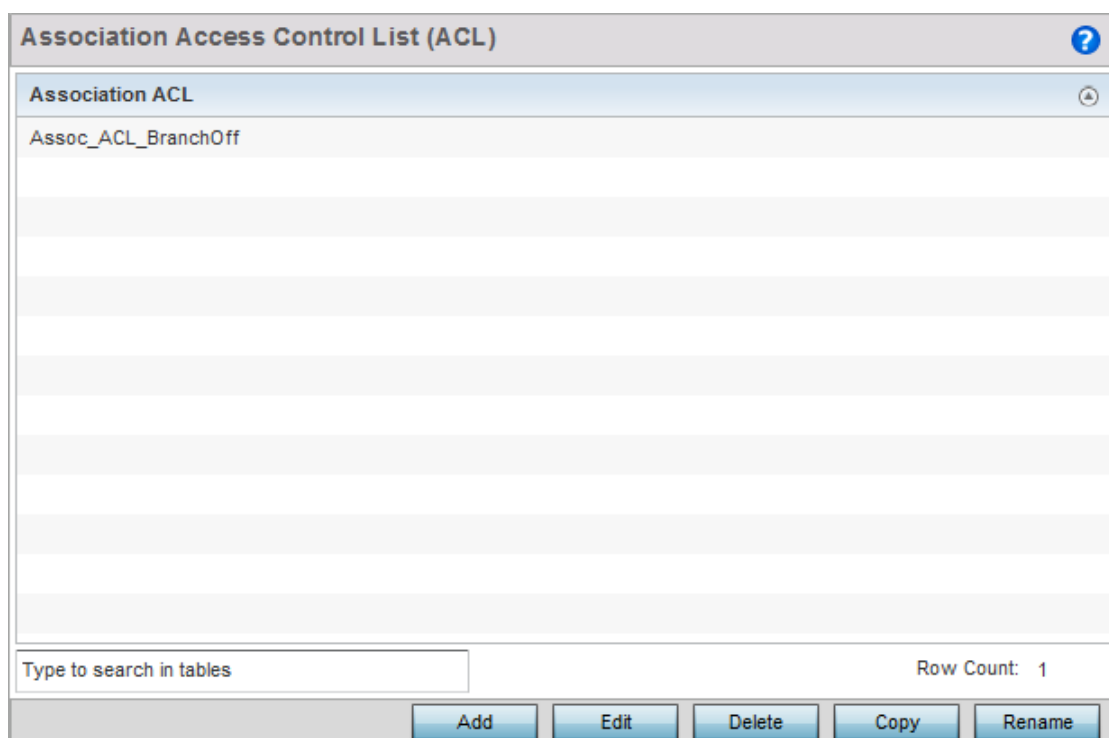 Association Access Control List (ACL)
?
Association ACL
Assoc_ACL_BranchOff
Type to search in tables
Row Count: 1
Add Edit Delete Copy Rename